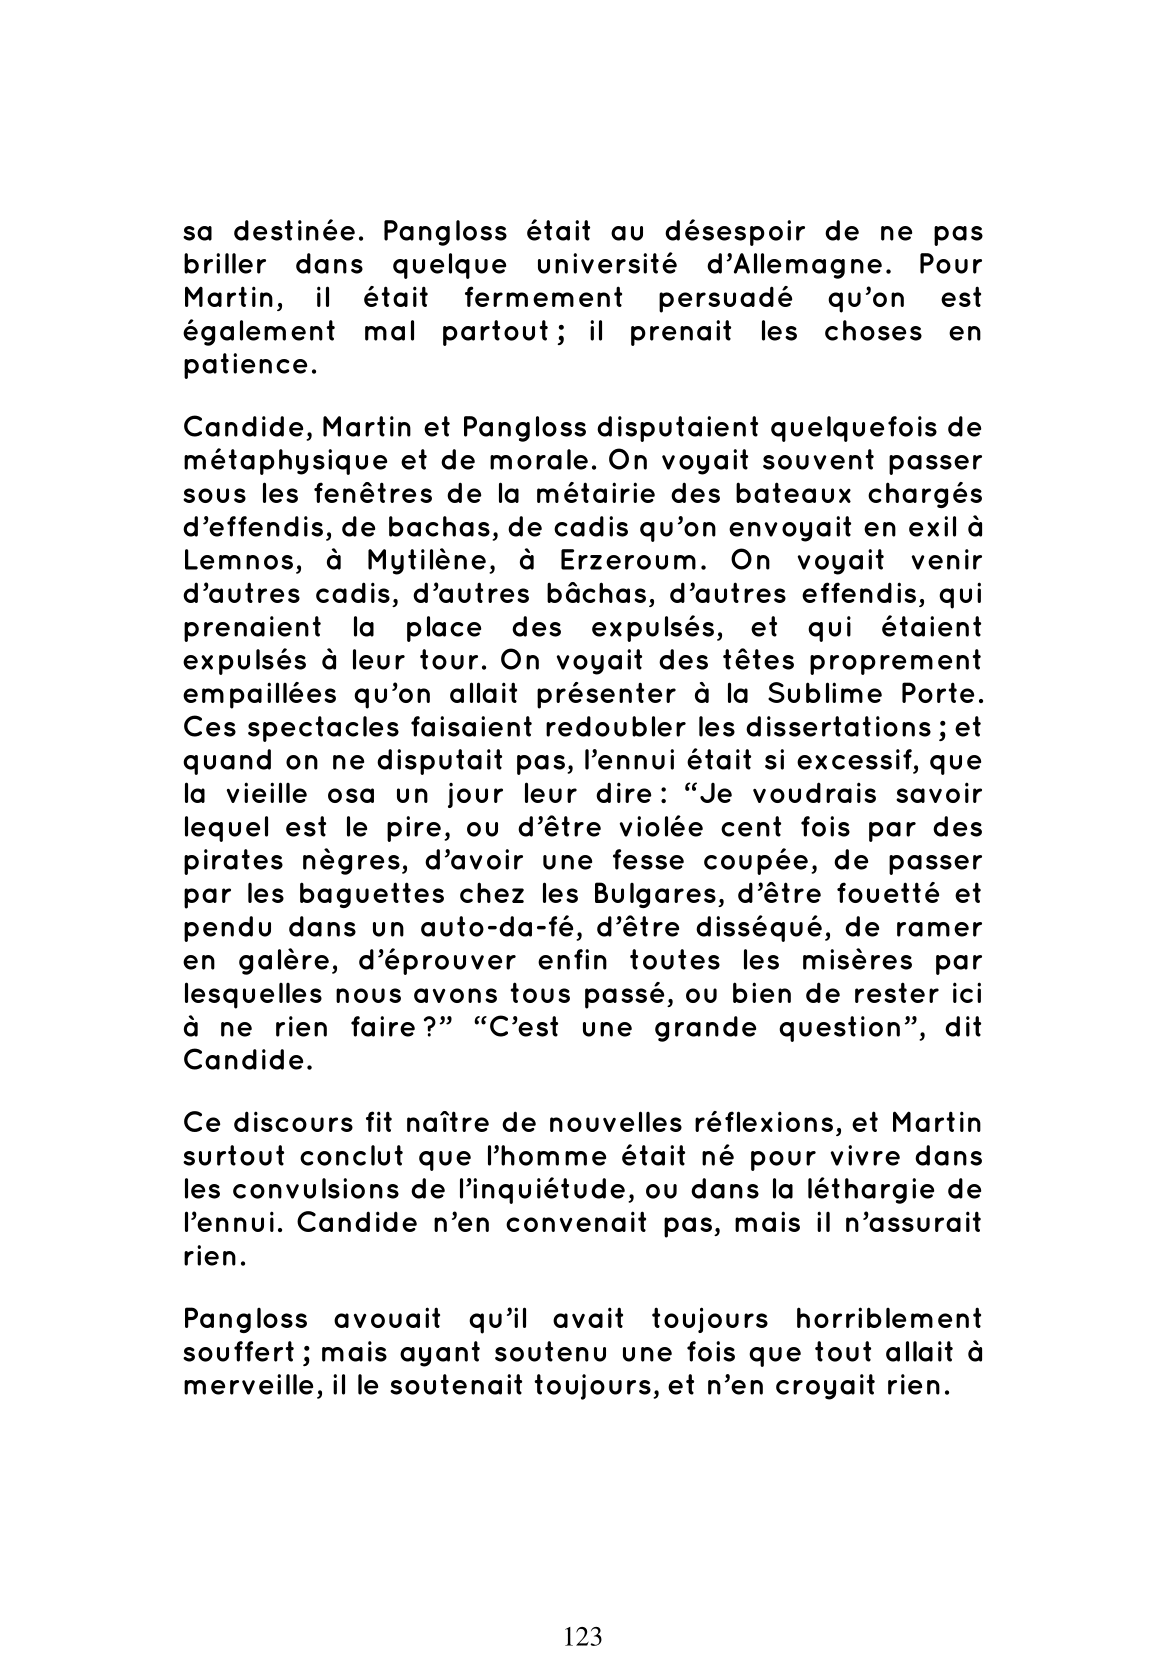 sa destinée. Pangloss était au désespoir de ne pas
briller dans quelque université d’Allemagne. Pour
Martin, il était fermement persuadé qu’on est
également mal partout ; il prenait les choses en
patience.
Candide, Martin et Pangloss disputaient quelquefois de
métaphysique et de morale. On voyait souvent passer
sous les fenêtres de la métairie des bateaux chargés
d’effendis, de bachas, de cadis qu’on envoyait en exil à
Lemnos, à Mytilène, à Erzeroum. On voyait venir
d’autres cadis, d’autres bâchas, d’autres effendis, qui
prenaient la place des expulsés, et qui étaient
expulsés à leur tour. On voyait des têtes proprement
empaillées qu’on allait présenter à la Sublime Porte.
Ces spectacles faisaient redoubler les dissertations ; et
quand on ne disputait pas, l’ennui était si excessif, que
la vieille osa un jour leur dire : “Je voudrais savoir
lequel est le pire, ou d’être violée cent fois par des
pirates nègres, d’avoir une fesse coupée, de passer
par les baguettes chez les Bulgares, d’être fouetté et
pendu dans un auto-da-fé, d’être disséqué, de ramer
en galère, d’éprouver enfin toutes les misères par
lesquelles nous avons tous passé, ou bien de rester ici
à ne rien faire ?” “C’est une grande question”, dit
Candide.
Ce discours fit naître de nouvelles réflexions, et Martin
surtout conclut que l’homme était né pour vivre dans
les convulsions de l’inquiétude, ou dans la léthargie de
l’ennui. Candide n’en convenait pas, mais il n’assurait
rien.
Pangloss avouait qu’il avait toujours horriblement
souffert ; mais ayant soutenu une fois que tout allait à
merveille, il le soutenait toujours, et n’en croyait rien.
123